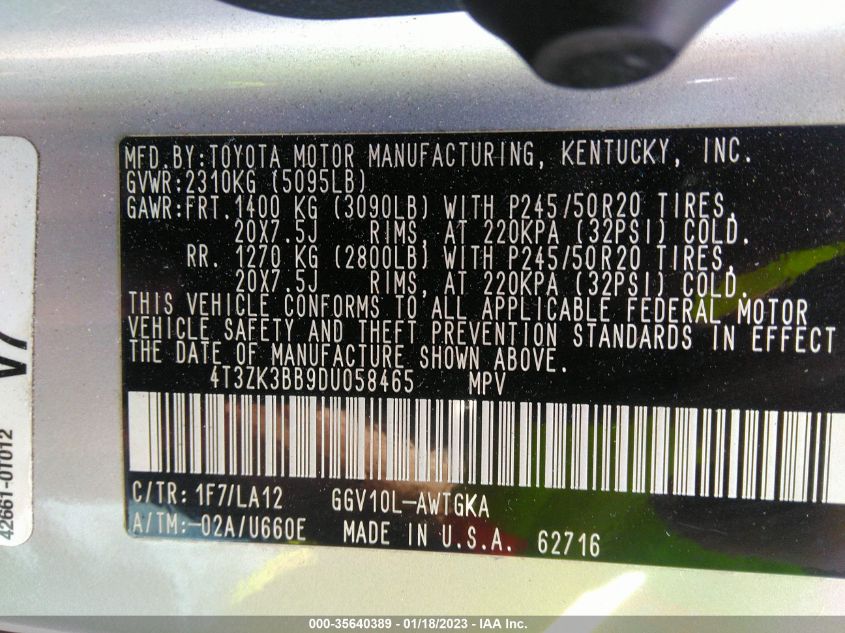 MFD.BY:TOYOTA MOTOR MANUFACTURING, KENTUCKY, INC.
GVWR:2310KG (5095LB)
GAWR:FRT.1400 KG (3090LB) WITH P245/50R20 TIRES,
20X7.5J RIMS, AT 220KPA (32PSI) COLD.
RR. 1270 KG (2800LB) WITH P245/50R20 TIRES,
20X7.5J RIMS, AT 220KPA (32PSI) COLD.
THIS VEHICLE CONFORMS TO ALL APPLICABLE FEDERAL MOTOR
VEHICLE SAFETY AND THEFT PREVENTION STANDARDS IN EFFECT
THE DATE OF MANUFACTURE SHOWN ABOVE.
4T3ZK3BB9DU058465 MPV
C/TR: 1F7/LA12 GGV10L-AWTGKA
A/TM:-02A/U660E MADE IN U.S.A. 62716
V7
42661-0T012
000-35640389 - 01/18/2023 - IAA Inc.